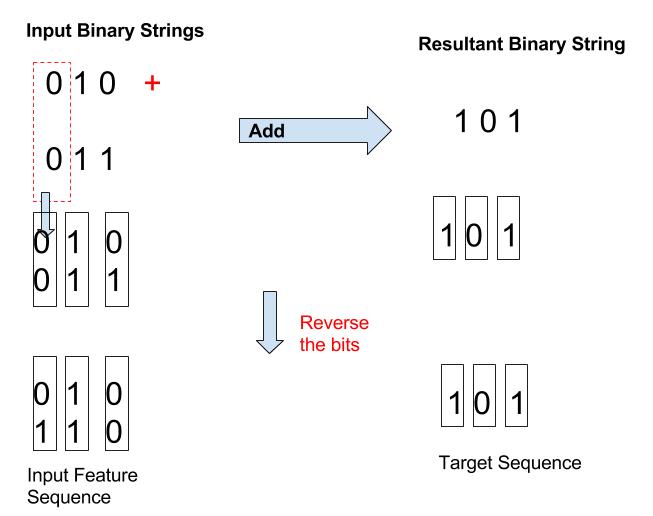 Input Binary Strings
Resultant Binary String
0 1 0 +
Add
1 0 1
0 1 1
0 1 0
0 1 1
1 0 1
Reverse
the bits
0 1 0
1 1 0
1 0 1
Input Feature
Sequence
Target Sequence